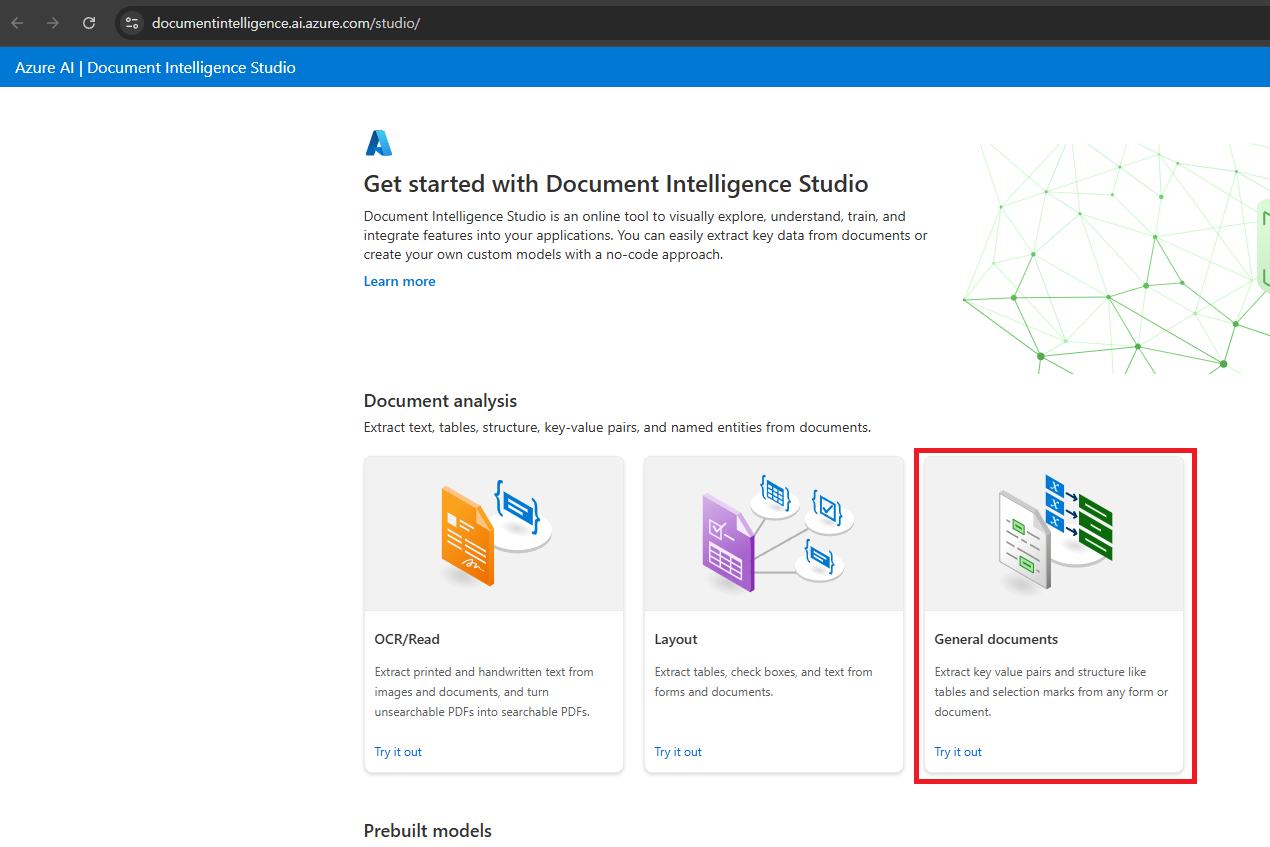 documentintelligence.ai.azure.com/studio/
Azure AI | Document Intelligence Studio
Get started with Document Intelligence Studio
Document Intelligence Studio is an online tool to visually explore, understand, train, and
integrate features into your applications. You can easily extract key data from documents or
create your own custom models with a no-code approach.
Learn more
Document analysis
Extract text, tables, structure, key-value pairs, and named entities from documents.
OCR/Read
Extract printed and handwritten text from
images and documents, and turn
unsearchable PDFs into searchable PDFs.
Try it out
Layout
Extract tables, check boxes, and text from
forms and documents.
Try it out
General documents
Extract key value pairs and structure like
tables and selection marks from any form or
document.
Try it out
Prebuilt models